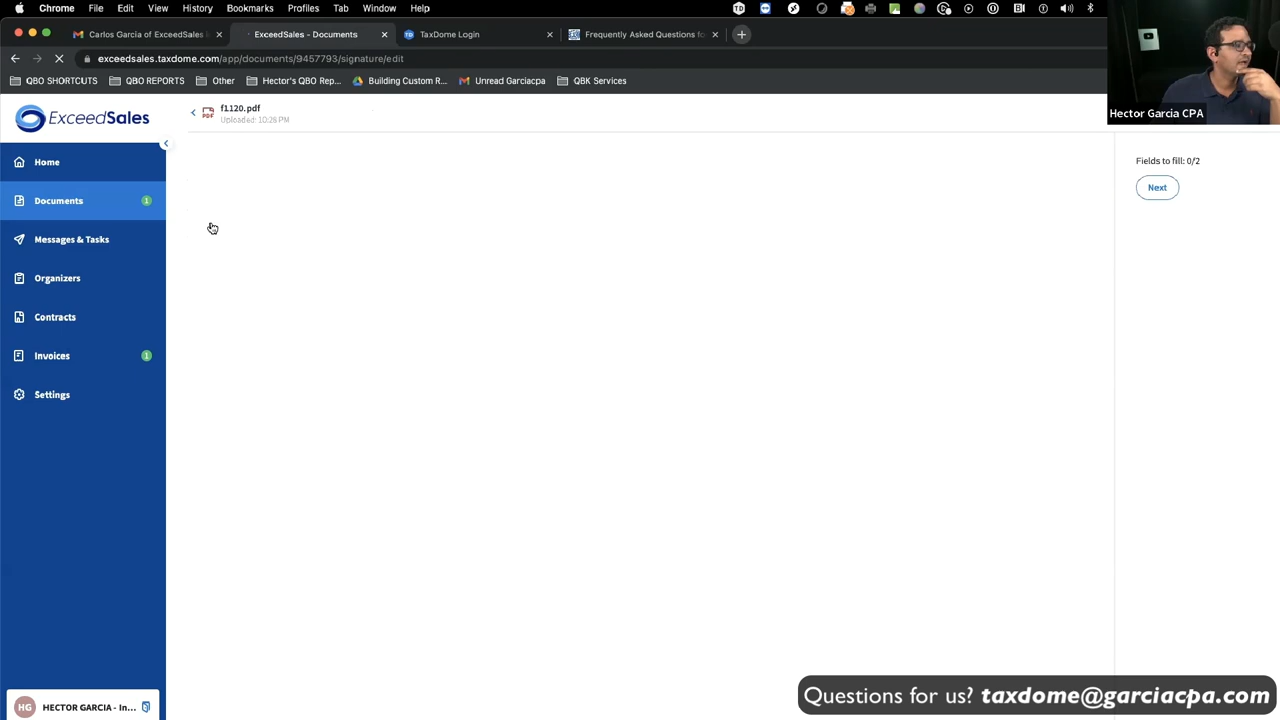 Chrome File Edit View History Bookmarks Profiles Tab Window Help
Carlos Garcia of ExceedSales
ExceedSales - Documents
TaxDome Login
Frequently Asked Questions fo
exceedsales.taxdome.com/app/documents/9457793/signature/edit
QBO SHORTCUTS QBO REPORTS Other Hector's QBO Rep... Building Custom R... Unread Garciacpa QBK Services
Hector Garcia CPA
ExceedSales
f1120.pdf
Uploaded: 10:26 PM
Fields to fill: 0/2
Next
Home
Documents 1
Messages & Tasks
Organizers
Contracts
Invoices 1
Settings
HG HECTOR GARCIA - In...
Questions for us? taxdome@garciacpa.com